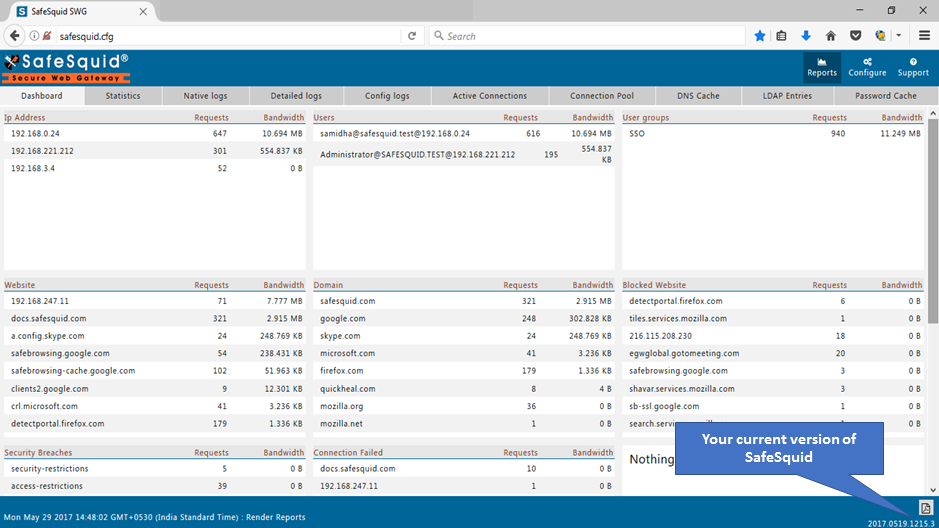 SafeSquid SWG
safesquid.cfg
Search
SafeSquid®
Secure Web Gateway
Reports Configure Support
Dashboard Statistics Native logs Detailed logs Config logs Active Connections Connection Pool DNS Cache LDAP Entries Password Cache
Ip Address Requests Bandwidth
192.168.0.24 647 10.694 MB
192.168.221.212 301 554.837 KB
192.168.3.4 52 0 B
Users Requests Bandwidth
samidha@safesquid.test@192.168.0.24 616 10.694 MB
Administrator@SAFESQUID.TEST@192.168.221.212 195 554.837
KB
User groups Requests Bandwidth
SSO 940 11.249 MB
Website Requests Bandwidth
192.168.247.11 71 7.777 MB
docs.safesquid.com 321 2.915 MB
a.config.skype.com 24 248.769 KB
safebrowsing.google.com 54 238.431 KB
safebrowsing-cache.google.com 102 51.963 KB
clients2.google.com 9 12.301 KB
crl.microsoft.com 41 3.236 KB
detectportal.firefox.com 179 1.336 KB
Domain Requests Bandwidth
safesquid.com 321 2.915 MB
google.com 248 302.828 KB
skype.com 24 248.769 KB
microsoft.com 41 3.236 KB
firefox.com 179 1.336 KB
quickheal.com 8 4 B
mozilla.org 36 0 B
mozilla.net 1 0 B
Blocked Website Requests Bandwidth
detectportal.firefox.com 6 0 B
tiles.services.mozilla.com 1 0 B
216.115.208.230 18 0 B
egwglobal.gotomeeting.com 20 0 B
safebrowsing.google.com 3 0 B
shavar.services.mozilla.com 3 0 B
sb-ssl.google.com 1 0 B
search.servi 1 0 B
Security Breaches Requests Bandwidth
security-restrictions 5 0 B
access-restrictions 39 0 B
Connection Failed Requests Bandwidth
docs.safesquid.com 10 0 B
192.168.247.11 1 0 B
Nothing
Your current version of
SafeSquid
Mon May 29 2017 14:48:02 GMT+0530 (India Standard Time) : Render Reports
2017.0519.1215.3